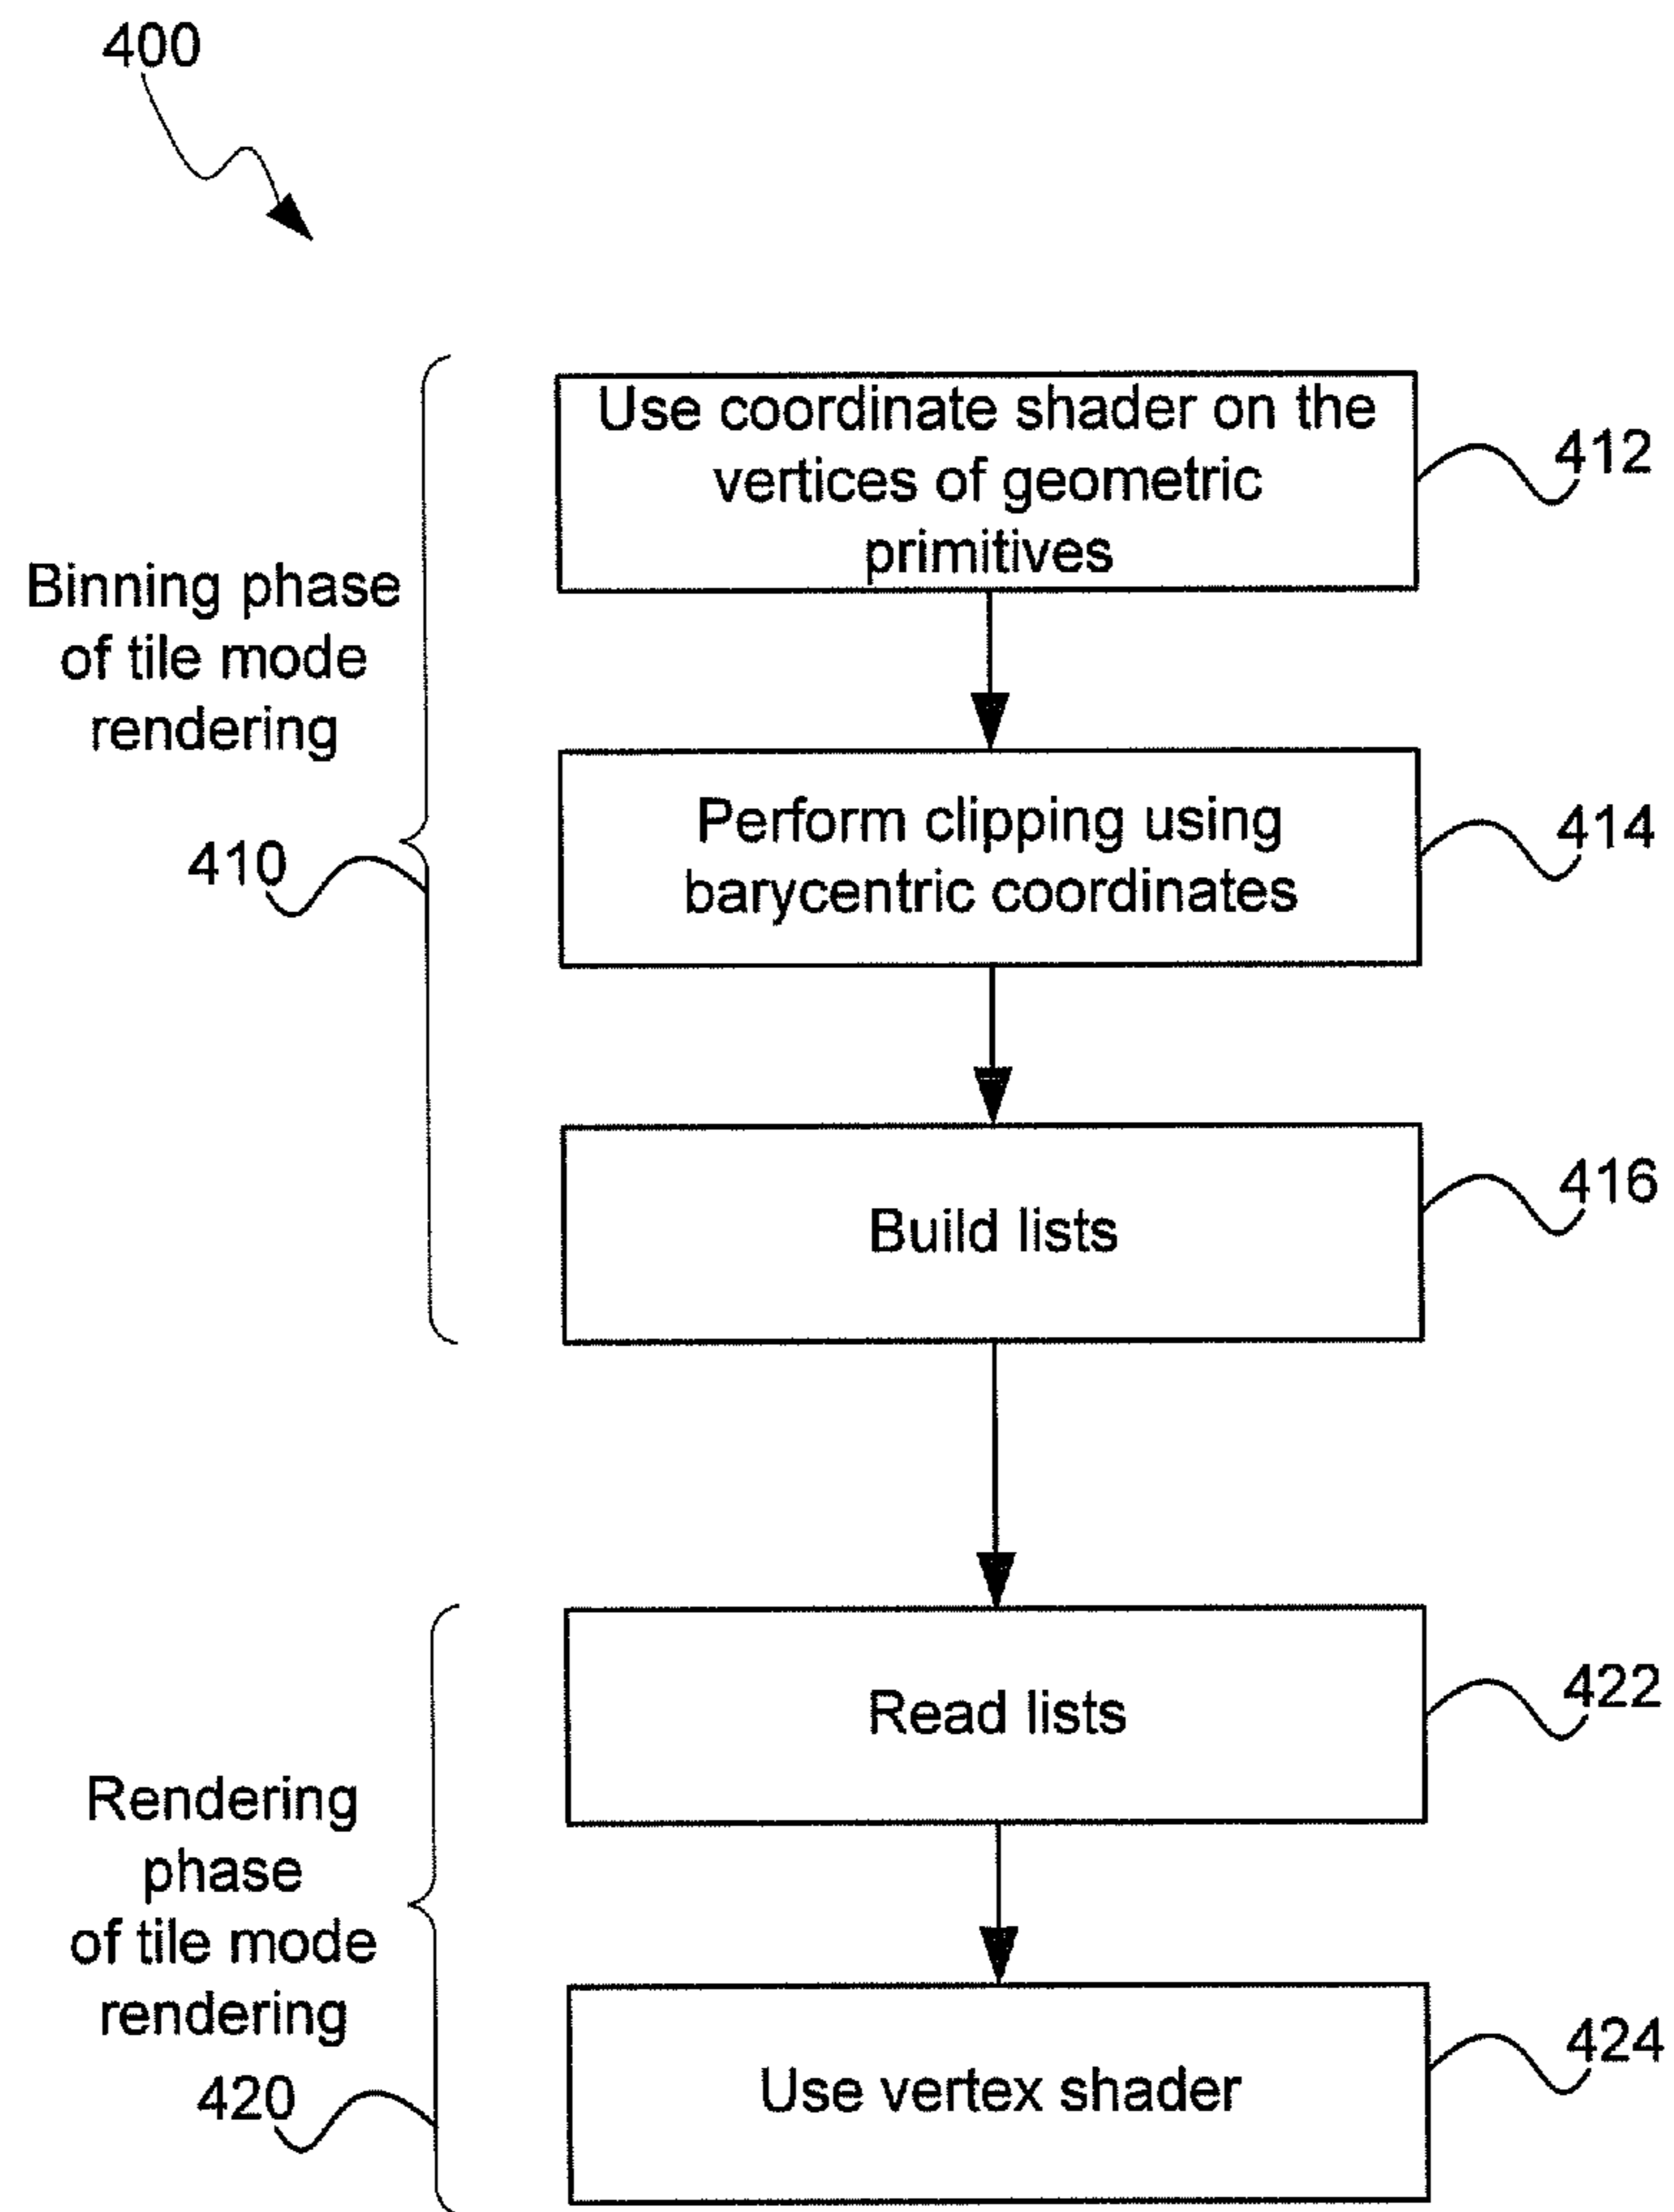 400
Use coordinate shader on the
vertices of geometric
primitives
412
Binning phase
of tile mode
rendering
410
Perform clipping using
barycentric coordinates
414
Build lists
416
Read lists
422
Rendering
phase
of tile mode
rendering
420
Use vertex shader
424